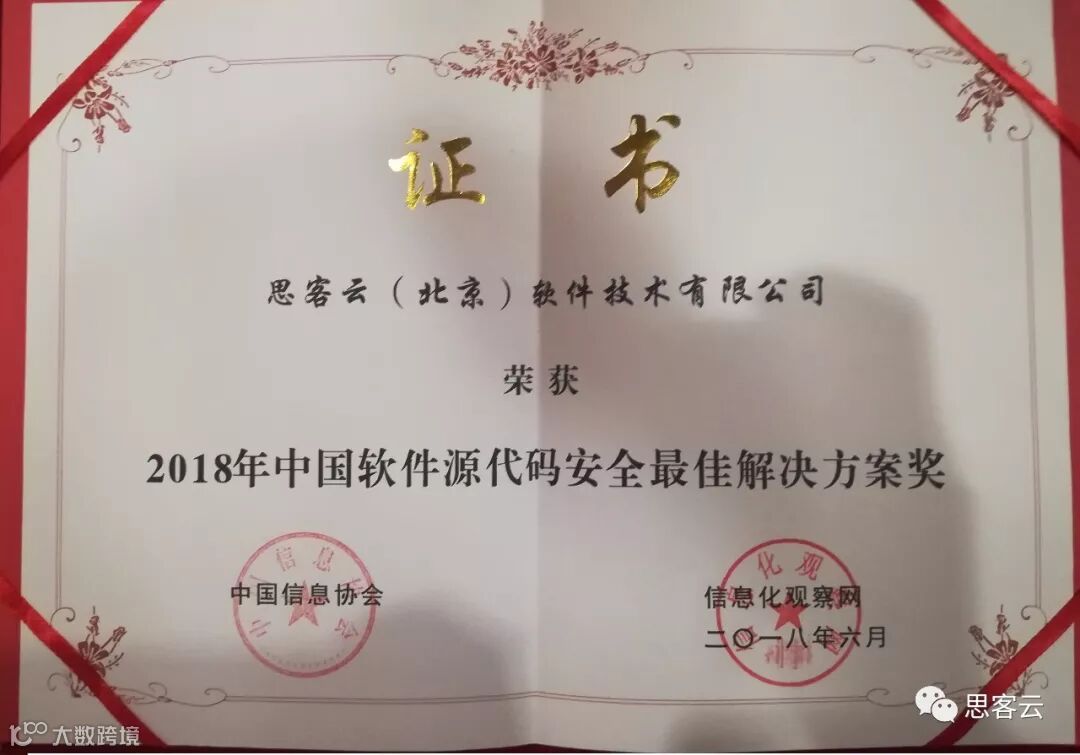 证书
思客云（北京）软件技术有限公司
荣获
2018年中国软件源代码安全最佳解决方案奖
中国信息协会
信息化观察网
二〇一八年六月
思客云
大数跨境